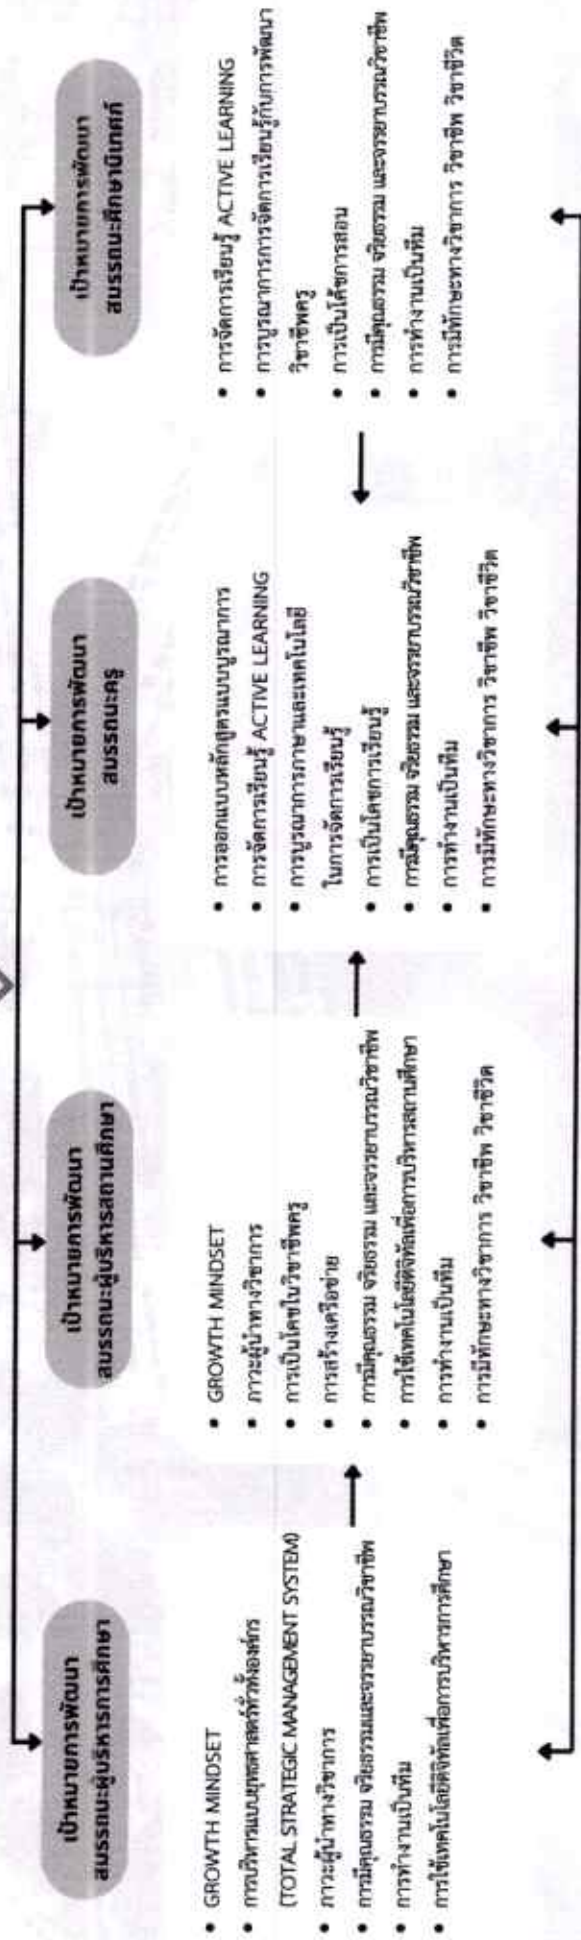 เป้าหมายการพัฒนา
สมรรถนะผู้บริหารการศึกษา
• GROWTH MINDSET
• การบริหารแบบยุทธศาสตร์ทั่วทั้งองค์กร
(TOTAL STRATEGIC MANAGEMENT SYSTEM)
• ภาวะผู้นำทางวิชาการ
• การมีคุณธรรม จริยธรรมและจรรยาบรรณวิชาชีพ
• การทำงานเป็นทีม
• การใช้เทคโนโลยีดิจิทัลเพื่อการบริหารการศึกษา
เป้าหมายการพัฒนา
สมรรถนะผู้บริหารสถานศึกษา
• GROWTH MINDSET
• ภาวะผู้นำทางวิชาการ
• การเป็นโคชในวิชาชีพครู
• การสร้างเครือข่าย
• การมีคุณธรรม จริยธรรม และจรรยาบรรณวิชาชีพ
• การใช้เทคโนโลยีดิจิทัลเพื่อการบริหารสถานศึกษา
• การทำงานเป็นทีม
• การมีทักษะทางวิชาการ วิชาชีพ วิชาชีวิต
เป้าหมายการพัฒนา
สมรรถนะครู
• การออกแบบหลักสูตรแบบบูรณาการ
• การจัดการเรียนรู้ ACTIVE LEARNING
• การบูรณาการภาษาและเทคโนโลยี
ในการจัดการเรียนรู้
• การเป็นโคชการเรียนรู้
• การมีคุณธรรม จริยธรรม และจรรยาบรรณวิชาชีพ
• การทำงานเป็นทีม
• การมีทักษะทางวิชาการ วิชาชีพ วิชาชีวิต
เป้าหมายการพัฒนา
สมรรถนะศึกษานิเทศก์
• การจัดการเรียนรู้ ACTIVE LEARNING
• การบูรณาการการจัดการเรียนรู้กับการพัฒนา
วิชาชีพครู
• การเป็นโค้ชการสอน
• การมีคุณธรรม จริยธรรม และจรรยาบรรณวิชาชีพ
• การทำงานเป็นทีม
• การมีทักษะทางวิชาการ วิชาชีพ วิชาชีวิต